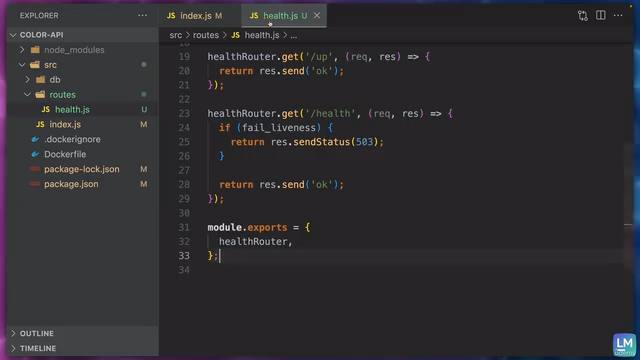 EXPLORER
COLOR-API
node_modules
src
db
routes
health.js U
index.js M
.dockerignore
Dockerfile
package-lock.json M
package.json M
OUTLINE
TIMELINE
JS index.js M
JS health.js U
src > routes > JS health.js > ...
19 healthRouter.get('/up', (req, res) => {
20 return res.send('ok');
21 });
22
23 healthRouter.get('/health', (req, res) => {
24 if (fail_liveness) {
25 return res.sendStatus(503);
26 }
27
28 return res.send('ok');
29 });
30
31 module.exports = {
32 healthRouter,
33 };
34
LM